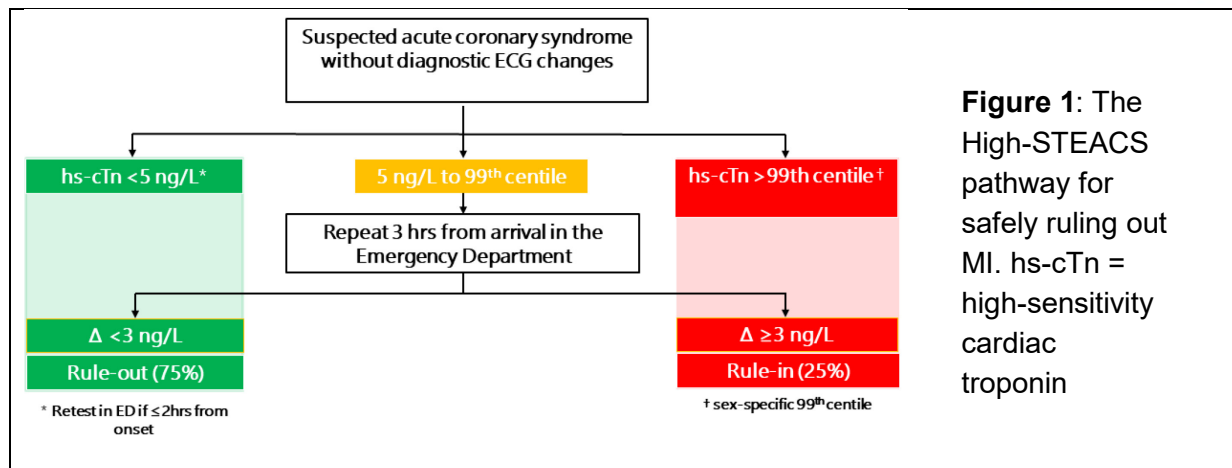 Suspected acute coronary syndrome
without diagnostic ECG changes
hs-cTn <5 ng/L*
5 ng/L to 99th centile
hs-cTn > 99th centile†
Repeat 3 hrs from arrival in the
Emergency Department
Δ <3 ng/L
Δ ≥3 ng/L
Rule-out (75%)
Rule-in (25%)
* Retest in ED if ≤2hrs from
onset
† sex-specific 99th centile
Figure 1: The
High-STEACS
pathway for
safely ruling out
MI. hs-cTn =
high-sensitivity
cardiac
troponin